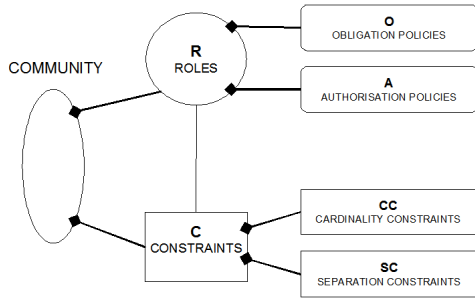 COMMUNITY
R
ROLES
O
OBLIGATION POLICIES
A
AUTHORISATION POLICIES
C
CONSTRAINTS
CC
CARDINALITY CONSTRAINTS
SC
SEPARATION CONSTRAINTS